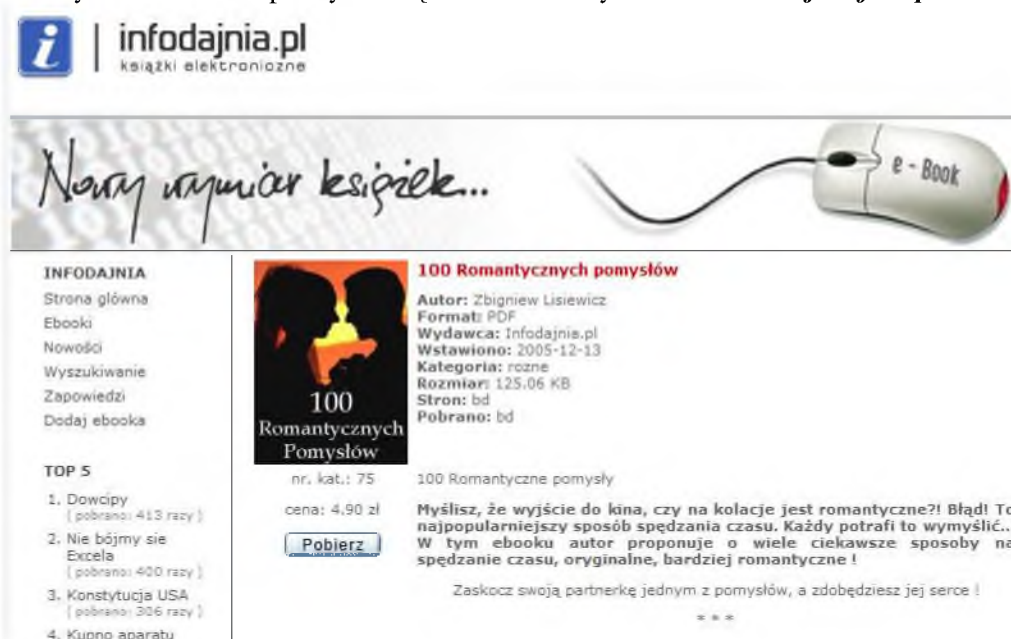 infodajnia.pl
książki elektroniczne
Nowy wymiar książek...
e - Book
INFODAJNIA
Strona główna
Ebooki
Nowości
Wyszukiwanie
Zapowiedzi
Dodaj ebooka
TOP 5
1. Dowcipy
( pobrano: 413 razy )
2. Nie bójmy sie
Excela
( pobrano: 400 razy )
3. Konstytucja USA
( pobrano: 306 razy )
4. Kupno aparatu
100
Romantycznych
Pomysłów
nr. kat.: 75
cena: 4.90 zł
Pobierz
100 Romantycznych pomysłów
Autor: Zbigniew Lisiewicz
Format: PDF
Wydawca: Infodajnia.pl
Wstawiono: 2005-12-13
Kategoria: rozne
Rozmiar: 125.06 KB
Stron: bd
Pobrano: bd
100 Romantyczne pomysły
Myślisz, że wyjście do kina, czy na kolacje jest romantyczne?! Błąd! To
najpopularniejszy sposób spędzania czasu. Każdy potrafi to wymyślić..
W tym ebooku autor proponuje o wiele ciekawsze sposoby na
spędzanie czasu, oryginalne, bardziej romantyczne !
Zaskocz swoją partnerkę jednym z pomysłów, a zdobędziesz jej serce !
* * *